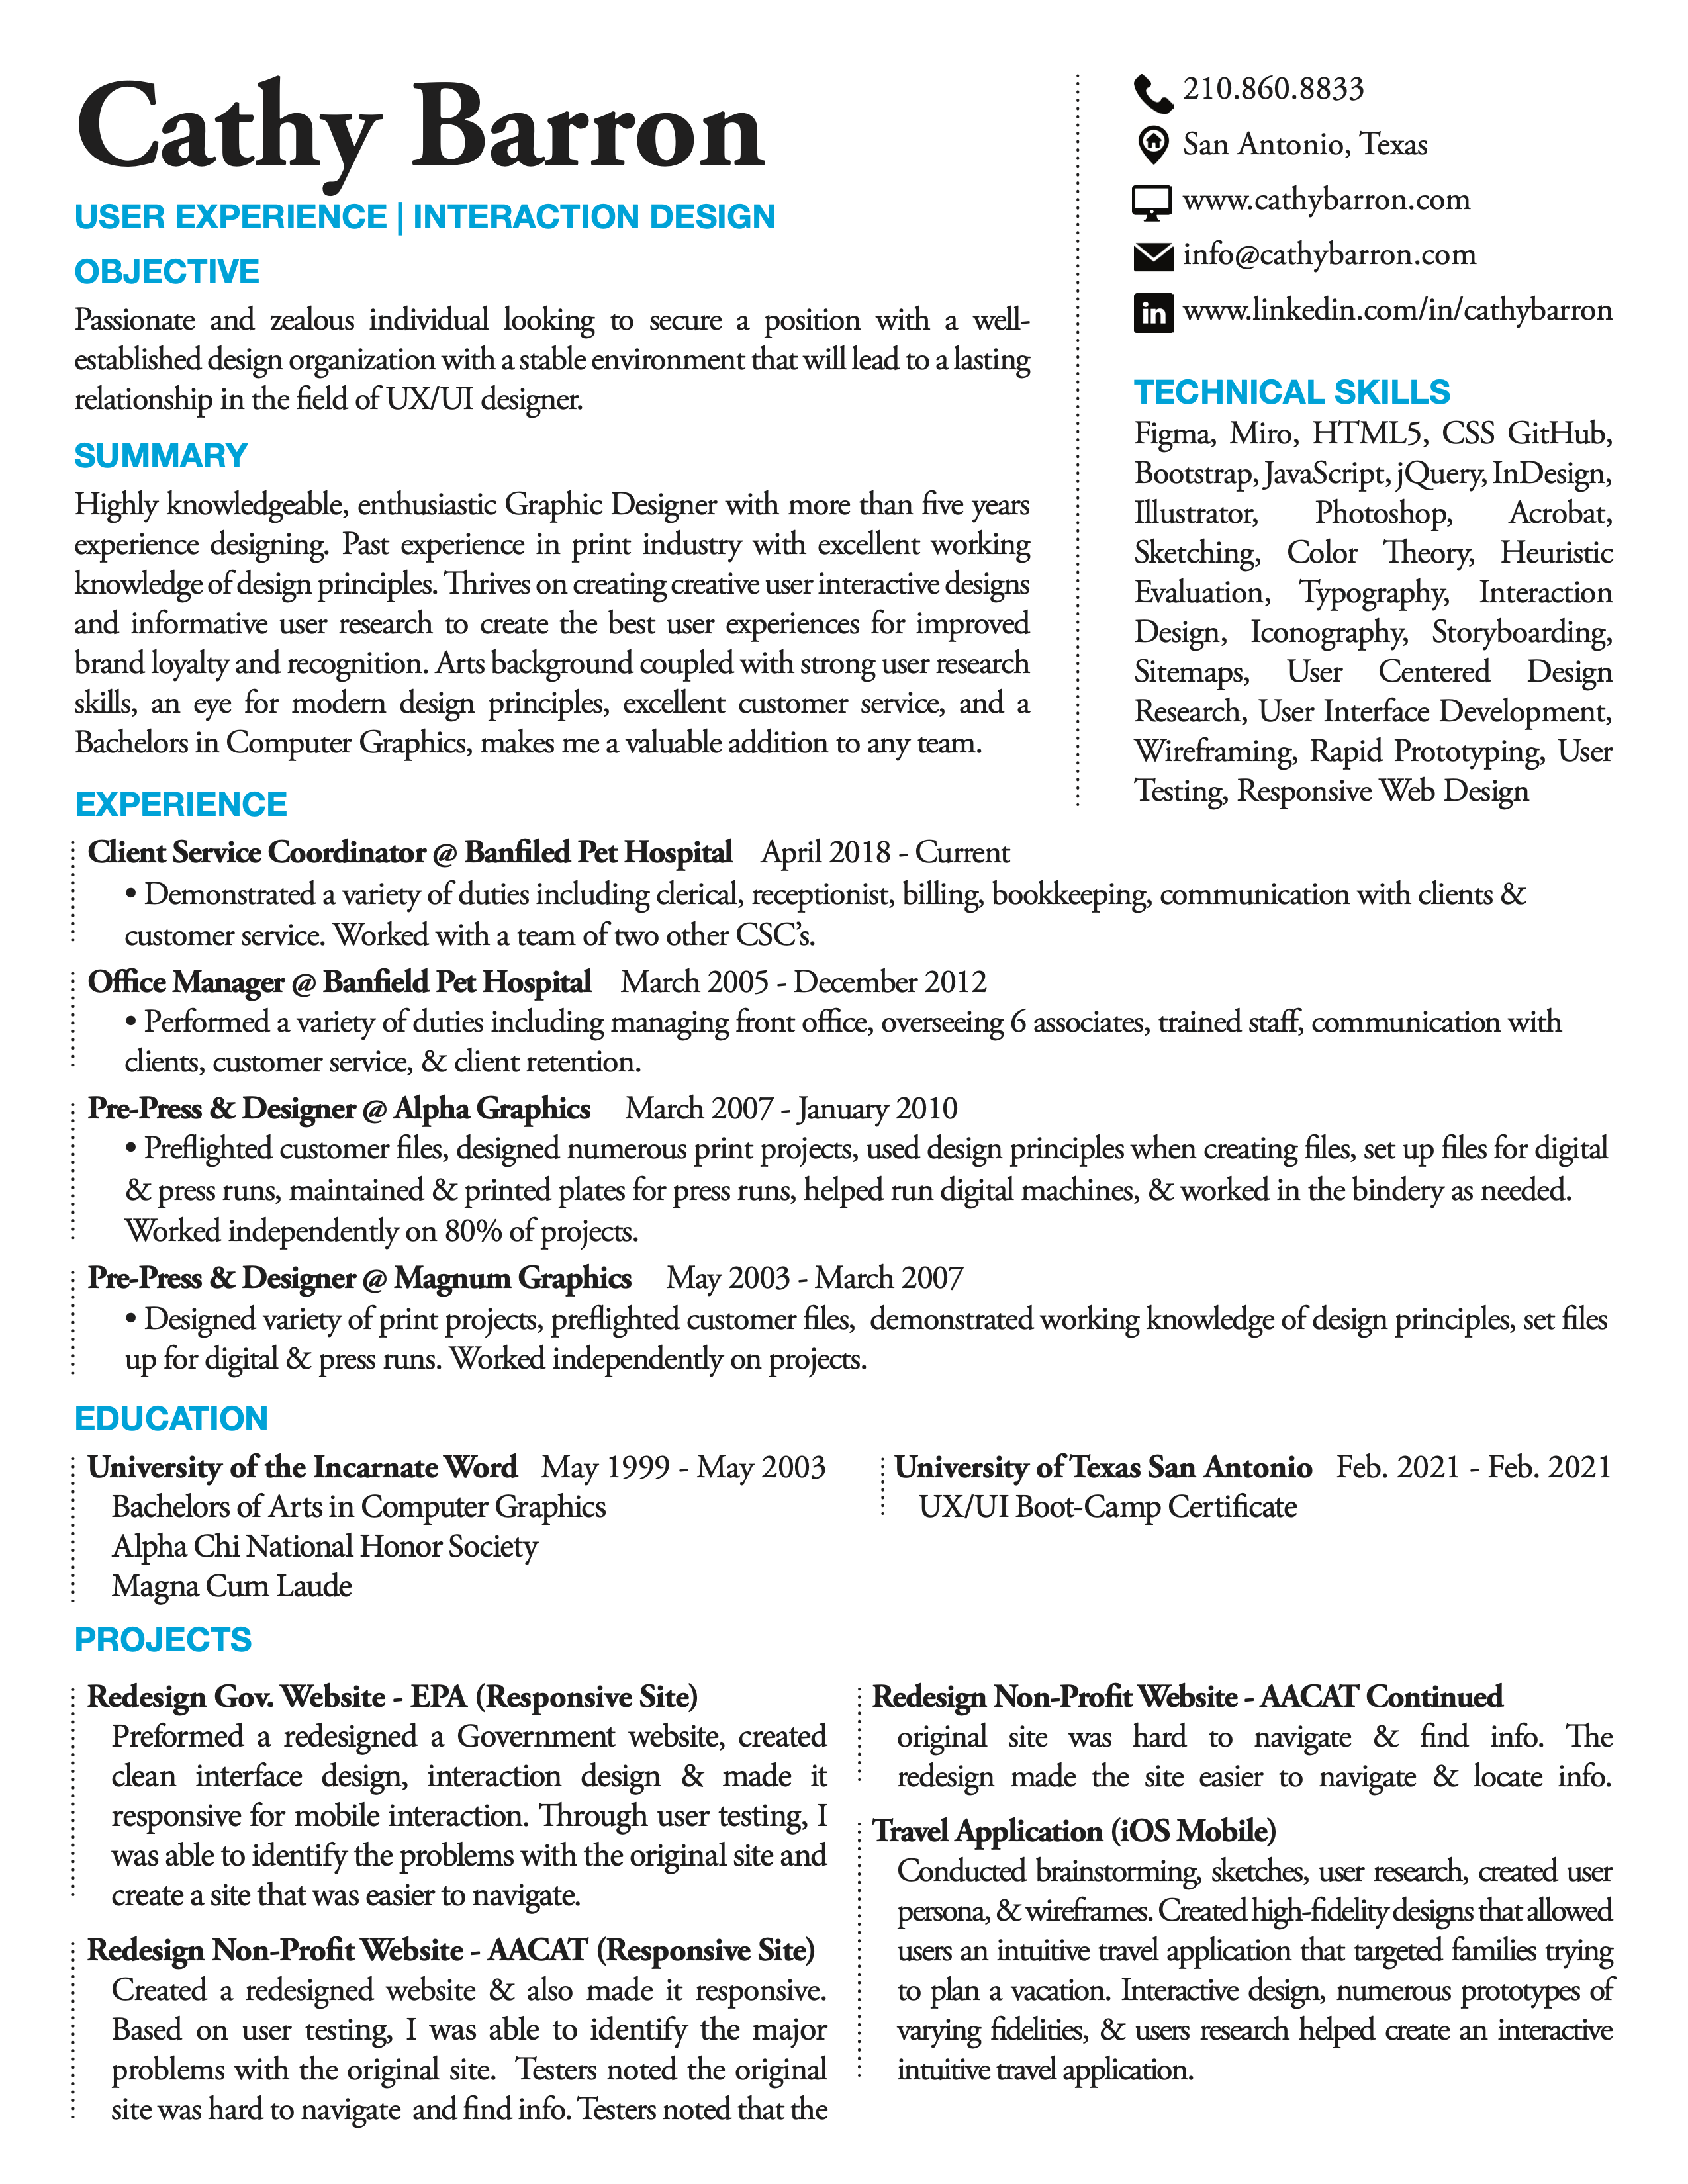 Cathy Barron
USER EXPERIENCE | INTERACTION DESIGN
OBJECTIVE
Passionate and zealous individual looking to secure a position with a well-
established design organization with a stable environment that will lead to a lasting
relationship in the field of UX/UI designer.
SUMMARY
Highly knowledgeable, enthusiastic Graphic Designer with more than five years
experience designing. Past experience in print industry with excellent working
knowledge of design principles. Thrives on creating creative user interactive designs
and informative user research to create the best user experiences for improved
brand loyalty and recognition. Arts background coupled with strong user research
skills, an eye for modern design principles, excellent customer service, and a
Bachelors in Computer Graphics, makes me a valuable addition to any team.
210.860.8833
San Antonio, Texas
www.cathybarron.com
info@cathybarron.com
in www.linkedin.com/in/cathybarron
TECHNICAL SKILLS
Figma, Miro, HTML5, CSS GitHub,
Bootstrap, JavaScript, jQuery, InDesign,
Illustrator, Photoshop, Acrobat,
Sketching, Color Theory, Heuristic
Evaluation, Typography, Interaction
Design, Iconography, Storyboarding,
Sitemaps, User Centered Design
Research, User Interface Development,
Wireframing, Rapid Prototyping, User
Testing, Responsive Web Design
EXPERIENCE
Client Service Coordinator @ Banfiled Pet Hospital April 2018 - Current
• Demonstrated a variety of duties including clerical, receptionist, billing, bookkeeping, communication with clients &
customer service. Worked with a team of two other CSC's.
Office Manager @ Banfield Pet Hospital March 2005 - December 2012
• Performed a variety of duties including managing front office, overseeing 6 associates, trained staff, communication with
clients, customer service, & client retention.
Pre-Press & Designer @ Alpha Graphics March 2007 - January 2010
• Preflighted customer files, designed numerous print projects, used design principles when creating files, set up files for digital
& press runs, maintained & printed plates for press runs, helped run digital machines, & worked in the bindery as needed.
Worked independently on 80% of projects.
Pre-Press & Designer @ Magnum Graphics May 2003 - March 2007
• Designed variety of print projects, preflighted customer files, demonstrated working knowledge of design principles, set files
up for digital & press runs. Worked independently on projects.
EDUCATION
University of the Incarnate Word May 1999 - May 2003
Bachelors of Arts in Computer Graphics
Alpha Chi National Honor Society
Magna Cum Laude
University of Texas San Antonio Feb. 2021 - Feb. 2021
UX/UI Boot-Camp Certificate
PROJECTS
Redesign Gov. Website - EPA (Responsive Site)
Preformed a redesigned a Government website, created
clean interface design, interaction design & made it
responsive for mobile interaction. Through user testing, I
was able to identify the problems with the original site and
create a site that was easier to navigate.
Redesign Non-Profit Website - AACAT (Responsive Site)
Created a redesigned website & also made it responsive.
Based on user testing, I was able to identify the major
problems with the original site. Testers noted the original
site was hard to navigate and find info. Testers noted that the
Redesign Non-Profit Website - AACAT Continued
original site was hard to navigate & find info. The
redesign made the site easier to navigate & locate info.
Travel Application (iOS Mobile)
Conducted brainstorming, sketches, user research, created user
persona, & wireframes. Created high-fidelity designs that allowed
users an intuitive travel application that targeted families trying
to plan a vacation. Interactive design, numerous prototypes of
varying fidelities, & users research helped create an interactive
intuitive travel application.